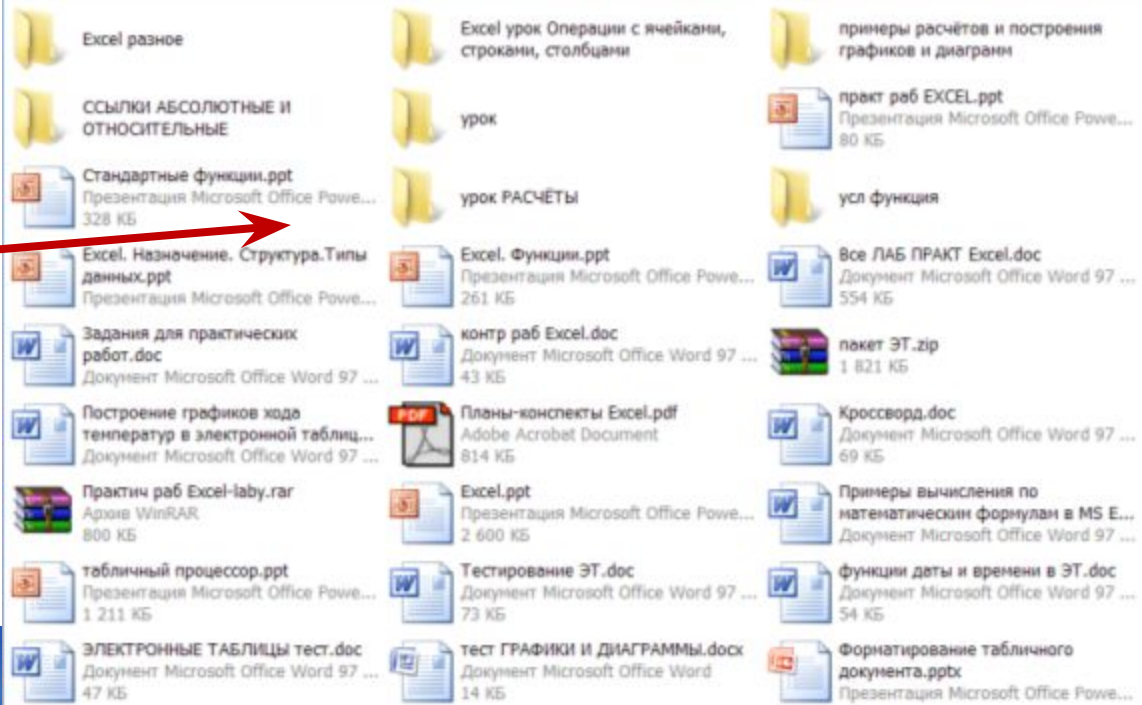 Excel разное
Excel урок Операции с ячейками,
строками, столбцами
примеры расчётов и построения
графиков и диаграмм
ССЫЛКИ АБСОЛЮТНЫЕ И
ОТНОСИТЕЛЬНЫЕ
урок
практ раб EXCEL.ppt
Презентация Microsoft Office Powe...
80 КБ
Стандартные функции.ppt
Презентация Microsoft Office Powe...
328 КБ
урок РАСЧЁТЫ
усл функция
Excel. Назначение. Структура.Типы
данных.ppt
Презентация Microsoft Office Powe...
Excel. Функции.ppt
Презентация Microsoft Office Powe...
261 КБ
Все ЛАБ ПРАКТ Excel.doc
Документ Microsoft Office Word 97 ...
554 КБ
Задания для практических
работ.doc
Документ Microsoft Office Word 97 ...
контр раб Excel.doc
Документ Microsoft Office Word 97 ...
43 КБ
пакет ЭТ.zip
1 821 КБ
Построение графиков хода
температур в электронной таблиц...
Документ Microsoft Office Word 97 ...
PDF
Планы-конспекты Excel.pdf
Adobe Acrobat Document
814 КБ
Кроссворд.doc
Документ Microsoft Office Word 97 ...
69 КБ
Практич раб Excel-laby.rar
Архив WinRAR
800 КБ
Excel.ppt
Презентация Microsoft Office Powe...
2 600 КБ
Примеры вычисления по
математическим формулам в MS E...
Документ Microsoft Office Word 97 ...
табличный процессор.ppt
Презентация Microsoft Office Powe...
1 211 КБ
Тестирование ЭТ.doc
Документ Microsoft Office Word 97 ...
73 КБ
функции даты и времени в ЭТ.doc
Документ Microsoft Office Word 97 ...
54 КБ
ЭЛЕКТРОННЫЕ ТАБЛИЦЫ тест.doc
Документ Microsoft Office Word 97 ...
47 КБ
тест ГРАФИКИ И ДИАГРАММЫ.docx
Документ Microsoft Office Word
14 КБ
Форматирование табличного
документа.pptx
Презентация Microsoft Office Powe...